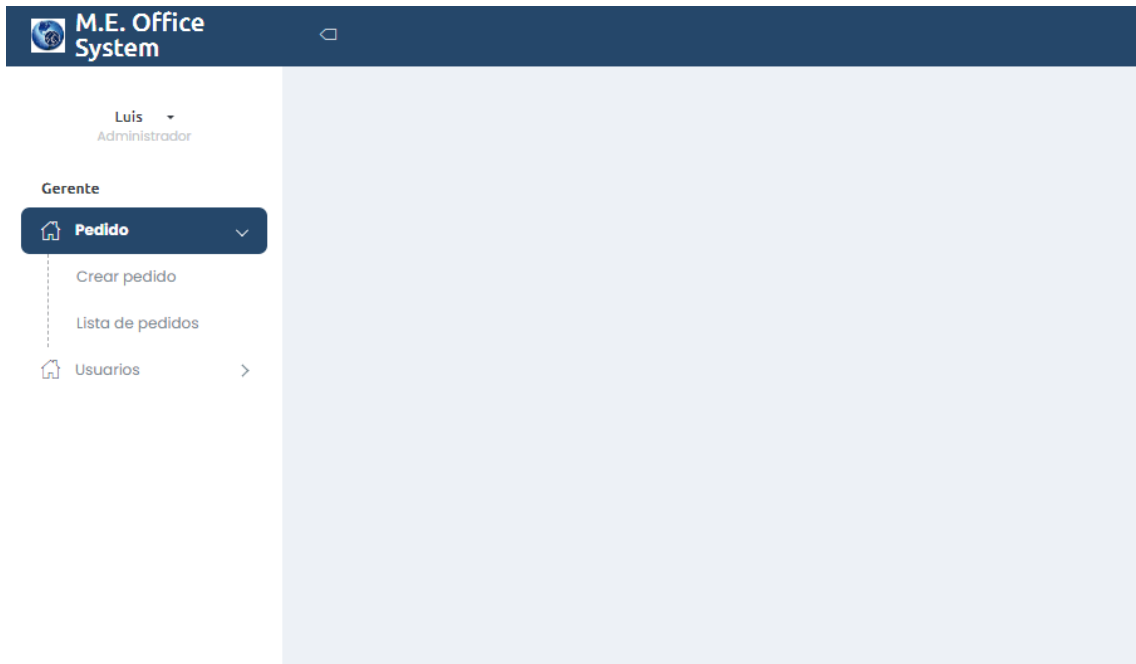 M.E. Office
System
Luis
Administrador
Gerente
Pedido
Crear pedido
Lista de pedidos
Usuarios